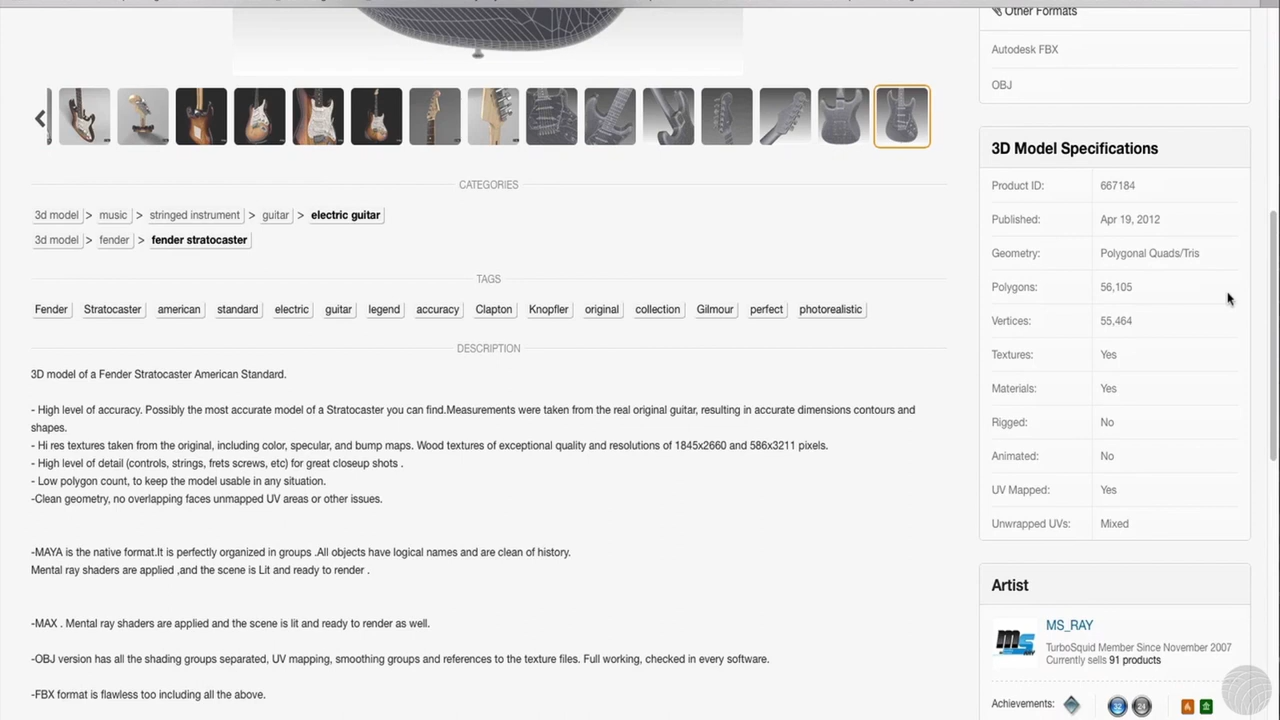 Other Formats
Autodesk FBX
OBJ
3D Model Specifications
Product ID: 667184
Published: Apr 19, 2012
Geometry: Polygonal Quads/Tris
Polygons: 56,105
Vertices: 55,464
Textures: Yes
Materials: Yes
Rigged: No
Animated: No
UV Mapped: Yes
Unwrapped UVs: Mixed
CATEGORIES
3d model > music > stringed instrument > guitar > electric guitar
3d model > fender > fender stratocaster
TAGS
Fender Stratocaster american standard electric guitar legend accuracy Clapton Knopfler original collection Gilmour perfect photorealistic
DESCRIPTION
3D model of a Fender Stratocaster American Standard.
- High level of accuracy. Possibly the most accurate model of a Stratocaster you can find.Measurements were taken from the real original guitar, resulting in accurate dimensions contours and
shapes.
- Hi res textures taken from the original, including color, specular, and bump maps. Wood textures of exceptional quality and resolutions of 1845x2660 and 586x3211 pixels.
- High level of detail (controls, strings, frets screws, etc) for great closeup shots .
- Low polygon count, to keep the model usable in any situation.
-Clean geometry, no overlapping faces unmapped UV areas or other issues.
-MAYA is the native format.It is perfectly organized in groups .All objects have logical names and are clean of history.
Mental ray shaders are applied ,and the scene is Lit and ready to render .
-MAX . Mental ray shaders are applied and the scene is lit and ready to render as well.
-OBJ version has all the shading groups separated, UV mapping, smoothing groups and references to the texture files. Full working, checked in every software.
-FBX format is flawless too including all the above.
Artist
MS_RAY
TurboSquid Member Since November 2007
Currently sells 91 products
Achievements: